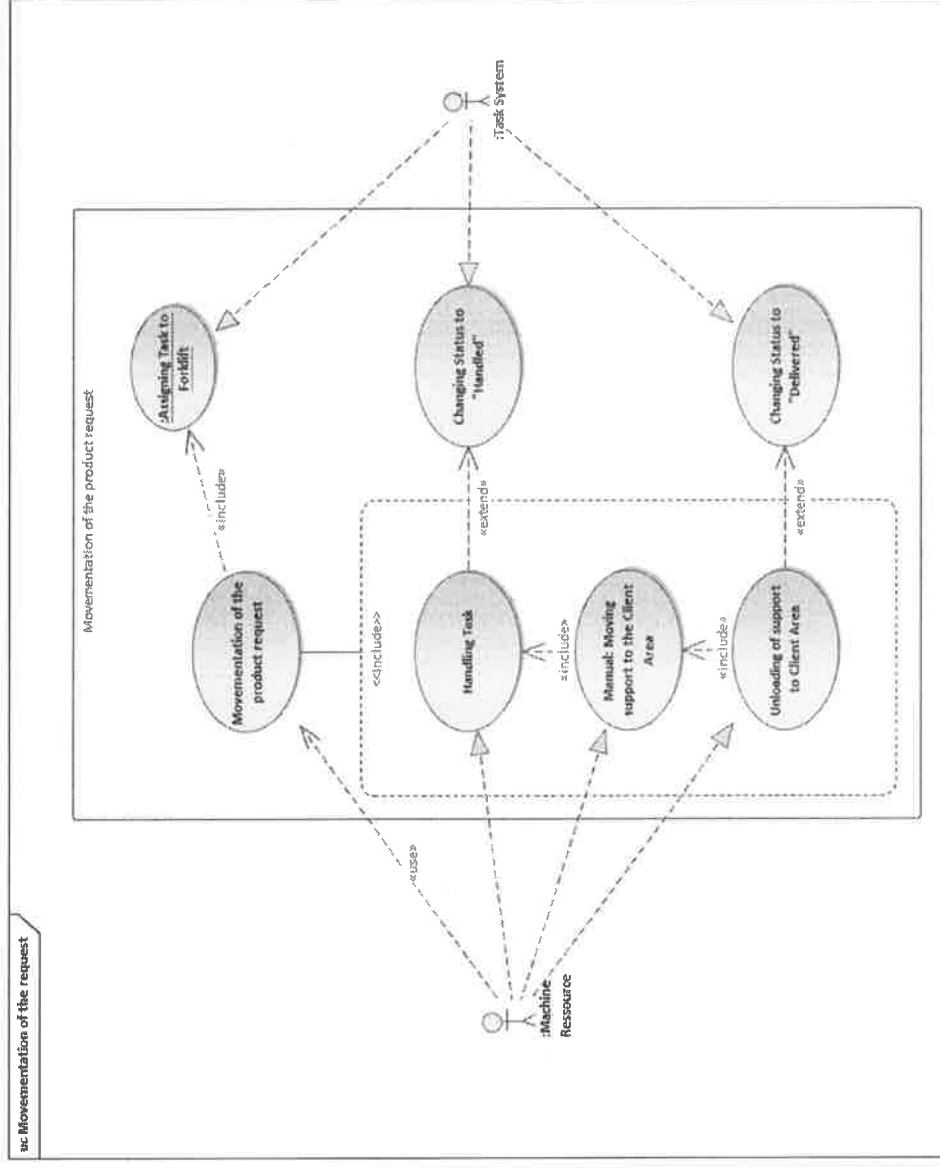 uc Movementation of the request
Movementation of the product request
:Machine
Ressource
«use»
Movementation of the
product request
«include»
:Assigning Task to
Forklift
<<include>>
Handling Task
«extend»
Changing Status to
"Handled"
«include»
Manual: Moving
support to the Client
Area
«include»
Unloading of support
to Client Area
«extend»
Changing Status to
"Delivered"
:Task System